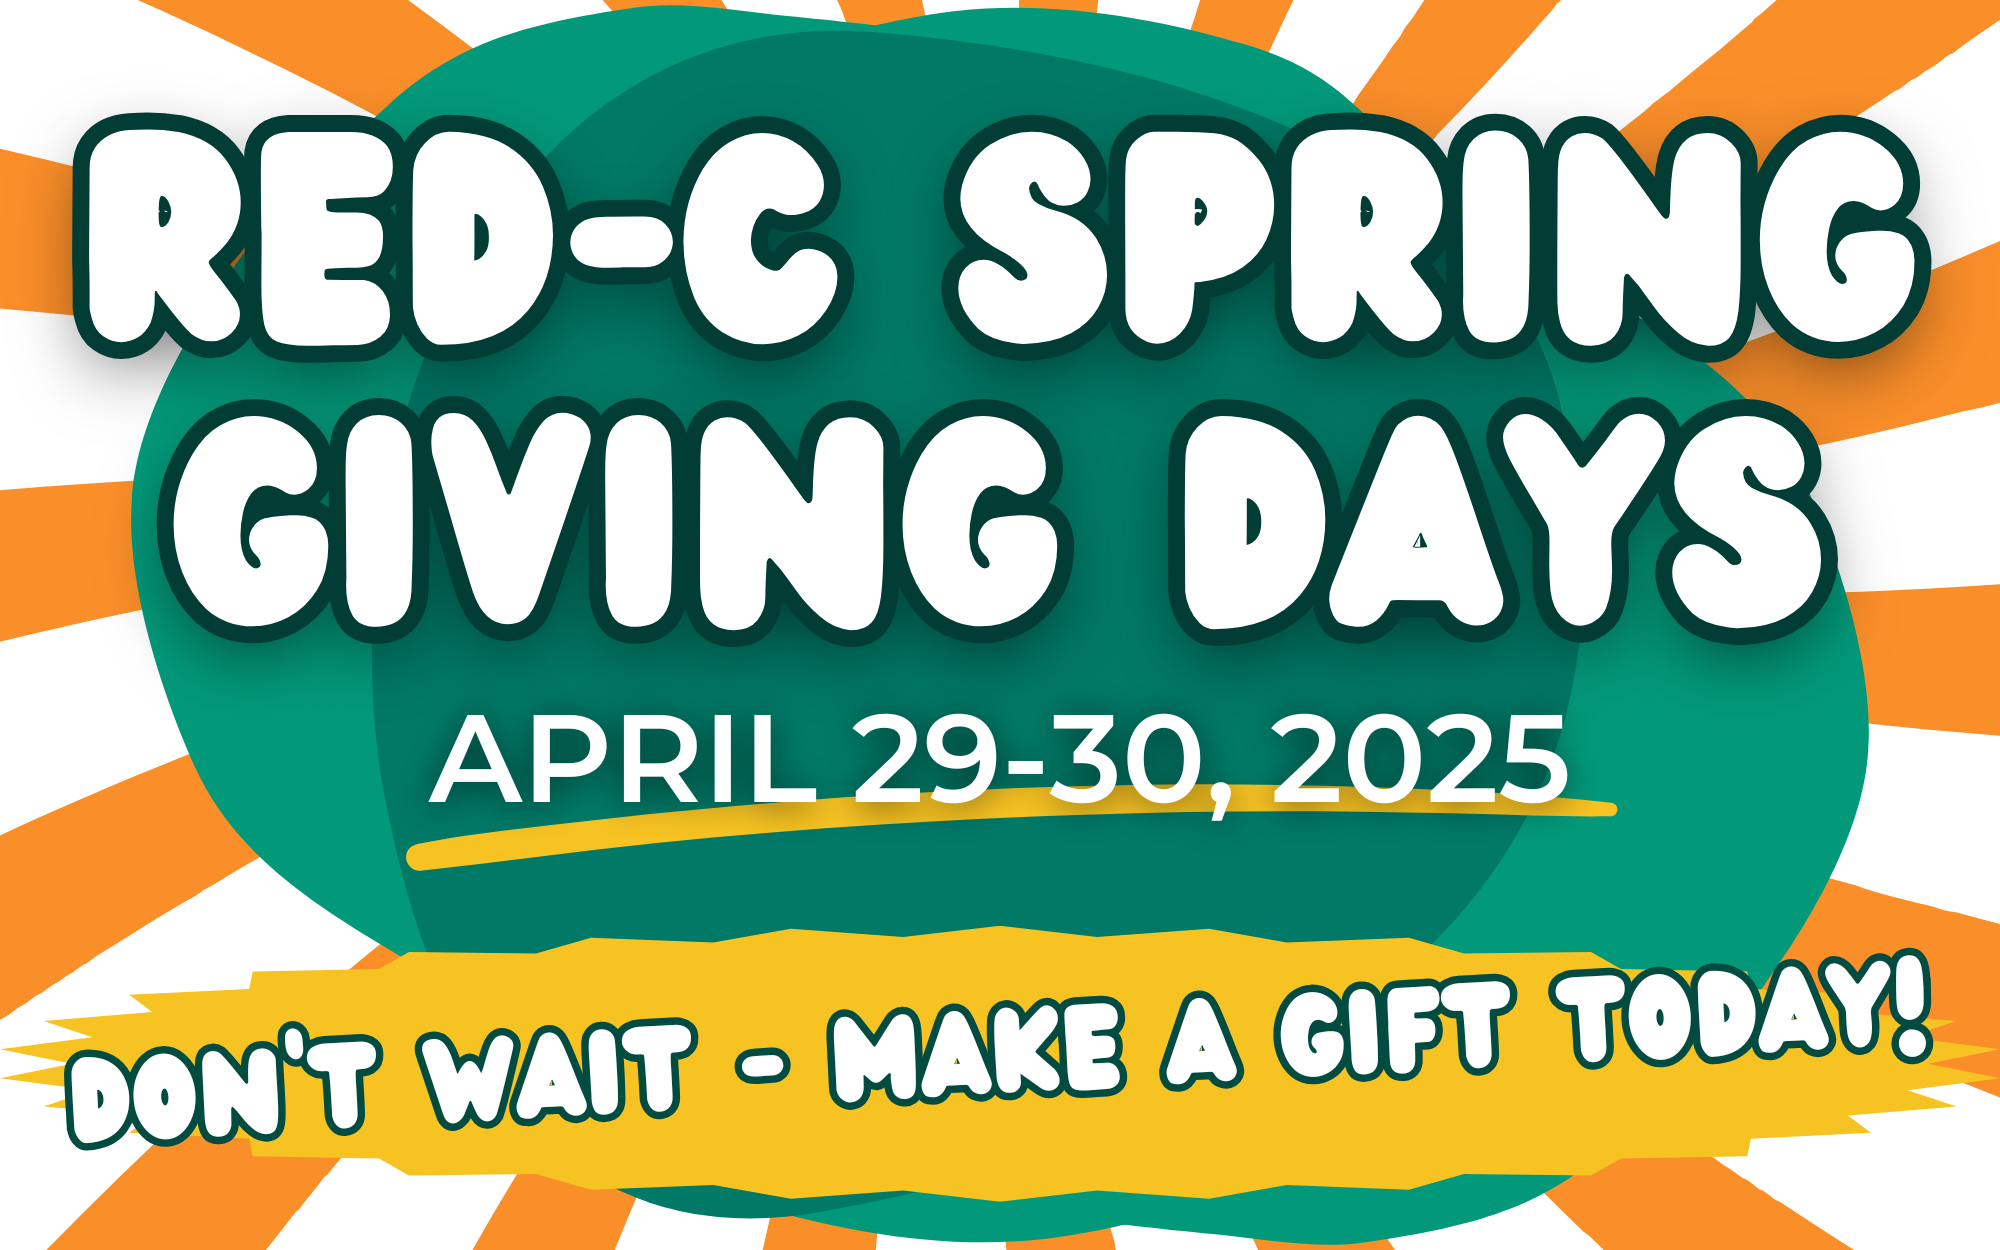 RED-C SPRING
GIVING DAYS
APRIL 29-30, 2025
DON'T WAIT - MAKE A GIFT TODAY!